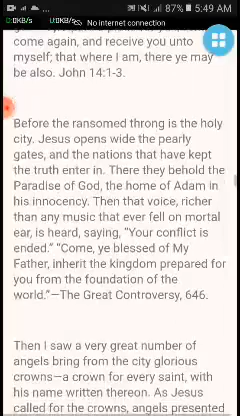 0:0KB/s U:0KB/s No internet connection 87% 5:49 AM
come again, and receive you unto
myself; that where I am, there ye may
be also. John 14:1-3.
Before the ransomed throng is the holy
city. Jesus opens wide the pearly
gates, and the nations that have kept
the truth enter in. There they behold the
Paradise of God, the home of Adam in
his innocency. Then that voice, richer
than any music that ever fell on mortal
ear, is heard, saying, “Your conflict is
ended.” “Come, ye blessed of My
Father, inherit the kingdom prepared for
you from the foundation of the
world.”—The Great Controversy, 646.
Then I saw a very great number of
angels bring from the city glorious
crowns—a crown for every saint, with
his name written thereon. As Jesus
called for the crowns, angels presented